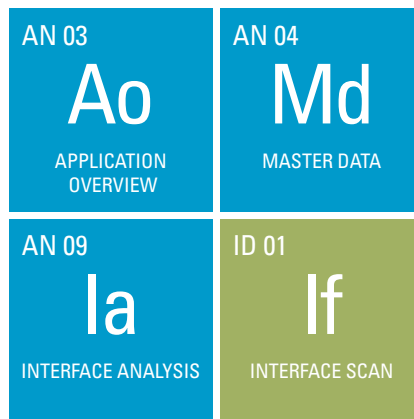 AN 03
Ao
APPLICATION
OVERVIEW
AN 04
Md
MASTER DATA
AN 09
Ia
INTERFACE ANALYSIS
ID 01
If
INTERFACE SCAN